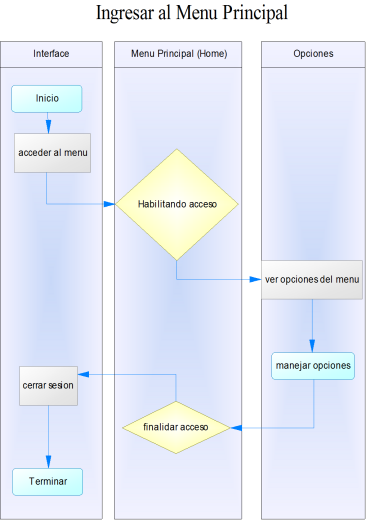 Ingresar al Menu Principal
Interface
Menu Principal (Home)
Opciones
Inicio
acceder al menu
Habilitando acceso
ver opciones del menu
manejar opciones
cerrar sesion
finalidar acceso
Terminar